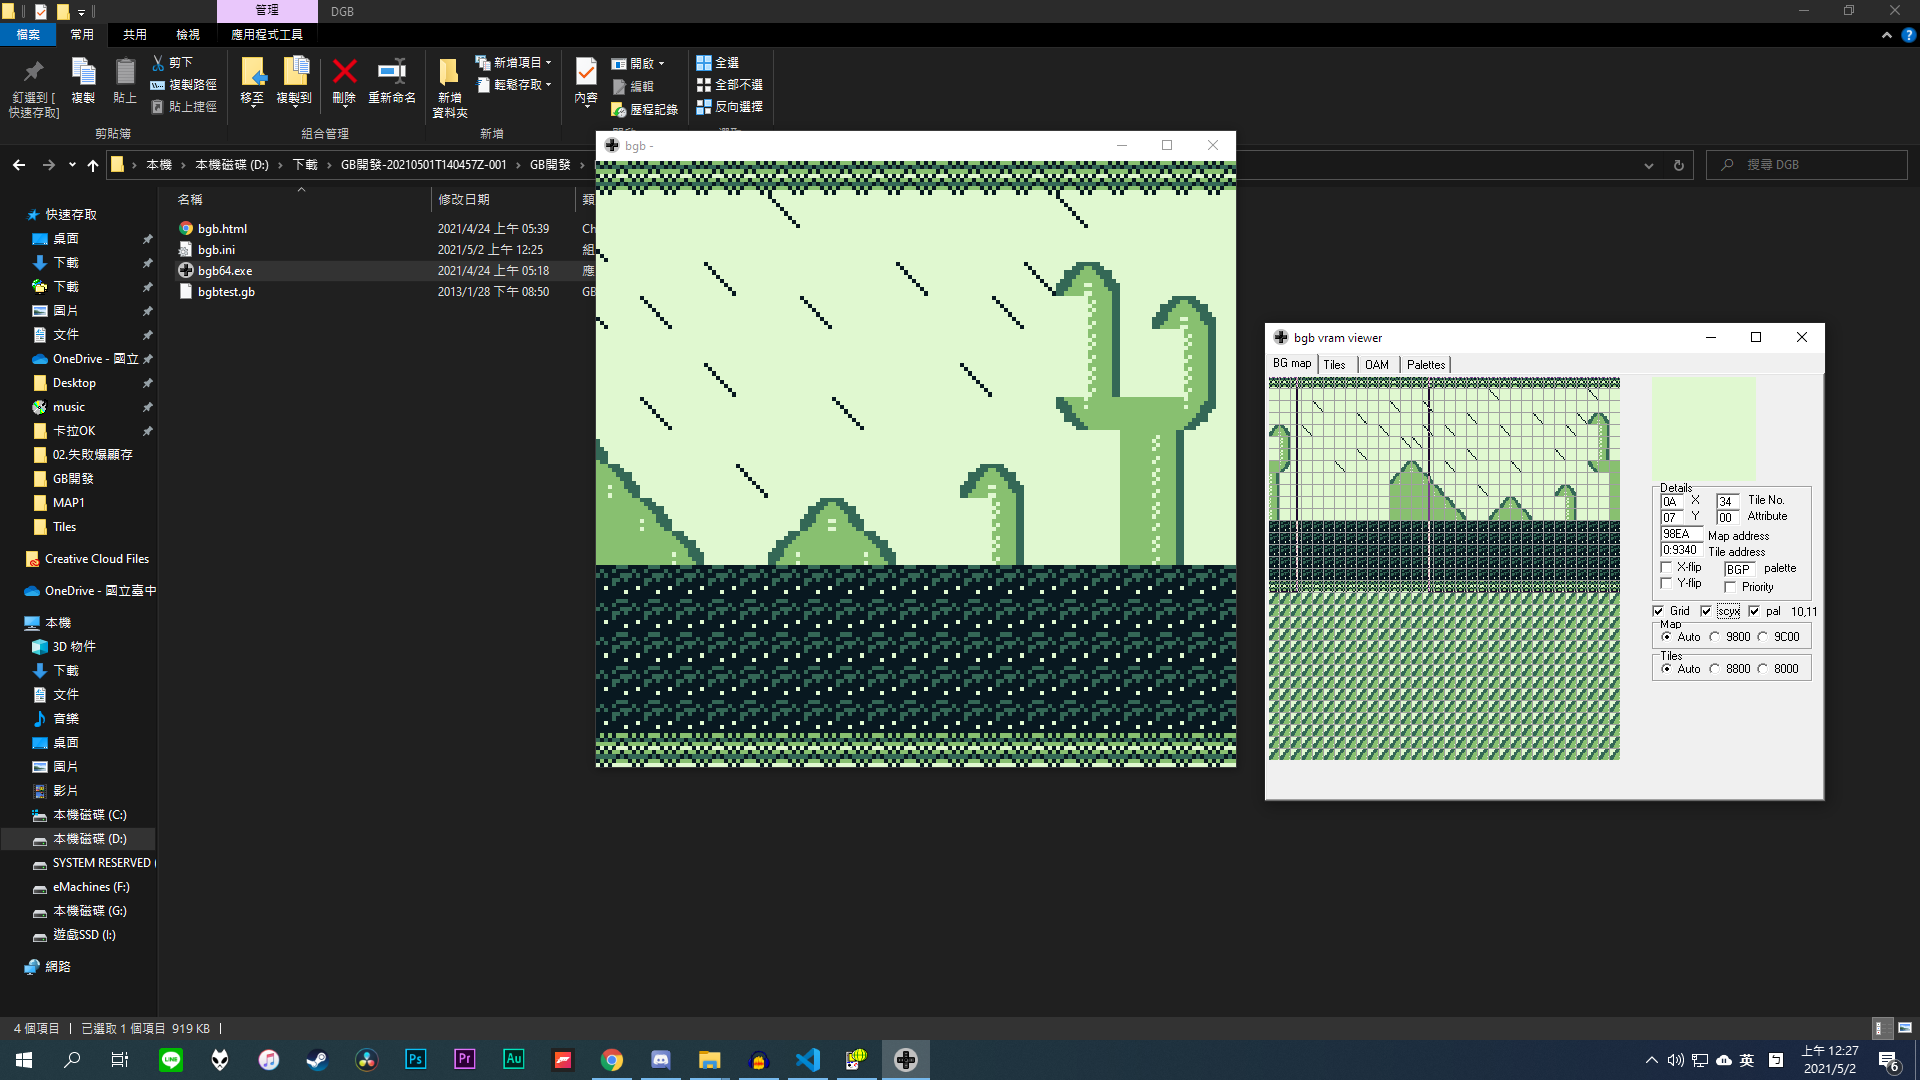 管理
DGB
檔案
常用
共用
檢視
應用程式工具
釘選到 [
快速存取]
複製
貼上
剪下
複製路徑
貼上捷徑
剪貼簿
移至
複製到
刪除
重新命名
組合管理
新增
資料夾
新增項目
輕鬆存取
新增
內容
開啟
編輯
歷程記錄
全選
全部不選
反向選擇
本機 › 本機磁碟 (D:) › 下載 › GB開發-20210501T140457Z-001 › GB開發 ›
搜尋 DGB
名稱
修改日期
類
bgb.html
2021/4/24 上午 05:39
Ch
bgb.ini
2021/5/2 上午 12:25
組
bgb64.exe
2021/4/24 上午 05:18
應
bgbtest.gb
2013/1/28 下午 08:50
GB
快速存取
桌面
下載
下載
圖片
文件
OneDrive - 國立
Desktop
music
卡拉OK
02.失敗爆顯存
GB開發
MAP1
Tiles
Creative Cloud Files
OneDrive - 國立臺中
本機
3D 物件
下載
文件
音樂
桌面
圖片
影片
本機磁碟 (C:)
本機磁碟 (D:)
SYSTEM RESERVED (
eMachines (F:)
本機磁碟 (G:)
遊戲SSD (I:)
網路
bgb -
bgb vram viewer
BG map
Tiles
OAM
Palettes
Details
0A X 34 Tile No.
07 Y 00 Attribute
98EA Map address
0:9340 Tile address
X-flip BGP palette
Y-flip Priority
Grid scyx pal 10,11
Map
Auto 9800 9C00
Tiles
Auto 8800 8000
4 個項目
已選取 1 個項目 919 KB
LINE
Ps
Pr
Au
英
上午 12:27
2021/5/2
6